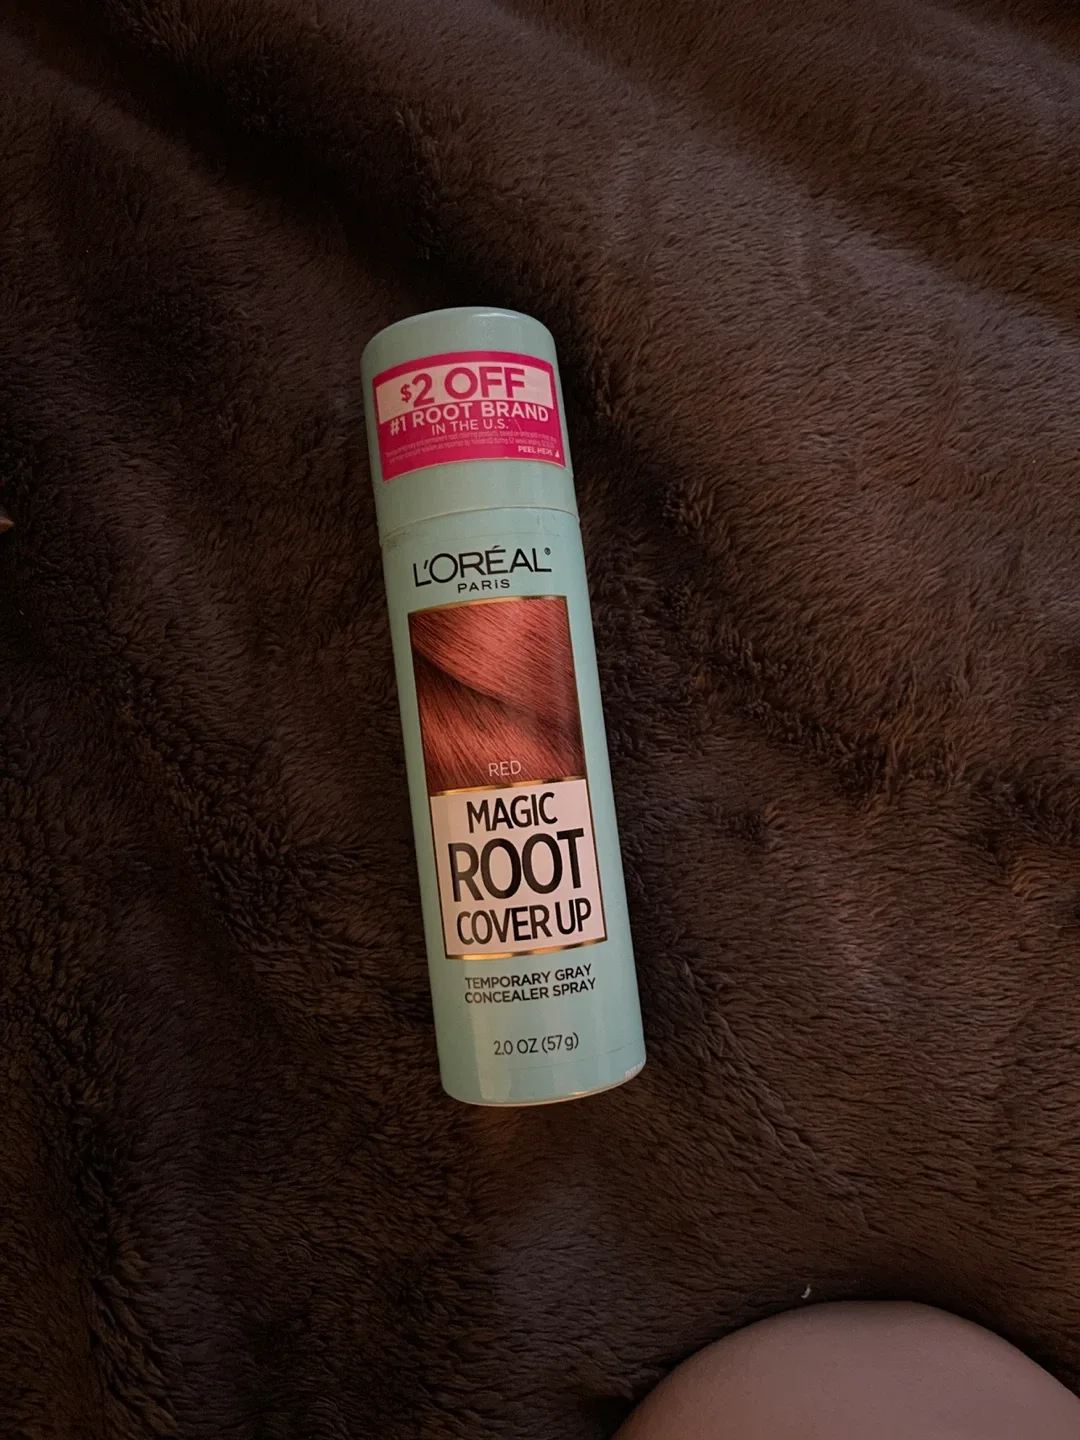 $2 OFF
#1 ROOT BRAND
IN THE U.S.*
PEEL HERE
L'ORÉAL®
PARIS
RED
MAGIC
ROOT
COVER UP
TEMPORARY GRAY
CONCEALER SPRAY
2.0 OZ (57g)